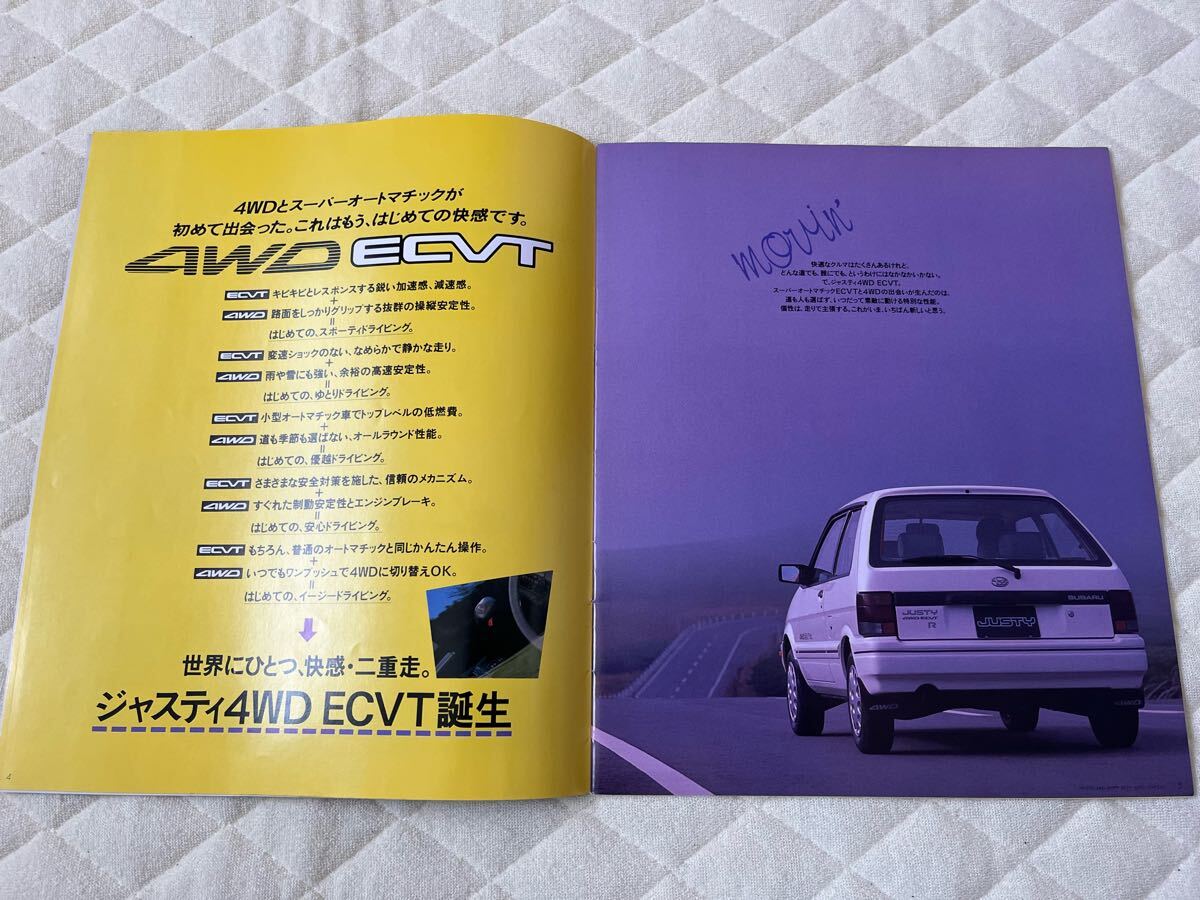 4WDとスーパーオートマチックが
初めて出会った。これはもう、はじめての快感です。
4WD ECVT
ECVT キビキビとレスポンスする鋭い加速感、減速感。
+
4WD 路面をしっかりグリップする抜群の操縦安定性。
=
はじめての、スポーティドライビング。
ECVT 変速ショックのない、なめらかで静かな走り。
+
4WD 雨や雪にも強い、余裕の高速安定性。
=
はじめての、ゆとりドライビング。
ECVT 小型オートマチック車でトップレベルの低燃費。
+
4WD 道も季節も選ばない、オールラウンド性能。
=
はじめての、優越ドライビング。
ECVT さまざまな安全対策を施した、信頼のメカニズム。
+
4WD すぐれた制動安定性とエンジンブレーキ。
=
はじめての、安心ドライビング。
ECVT もちろん、普通のオートマチックと同じかんたん操作。
+
4WD いつでもワンプッシュで4WDに切り替えOK。
=
はじめての、イージードライビング。
世界にひとつ、快感・二重走。
ジャスティ4WD ECVT誕生
4
movin'
快適なクルマはたくさんあるけれど、
どんな道でも、誰にでも、というわけにはなかなかいかない。
で、ジャスティ4WD ECVT。
スーパーオートマチックECVTと4WDの出会いが生んだのは、
道も人も選ばず、いつだって素敵に動ける特別な性能。
個性は、走りで主張する。これがいま、いちばん新しいと思う。
SUBARU
JUSTY
4WD ECVT
R
JUSTY
4WD
4WD